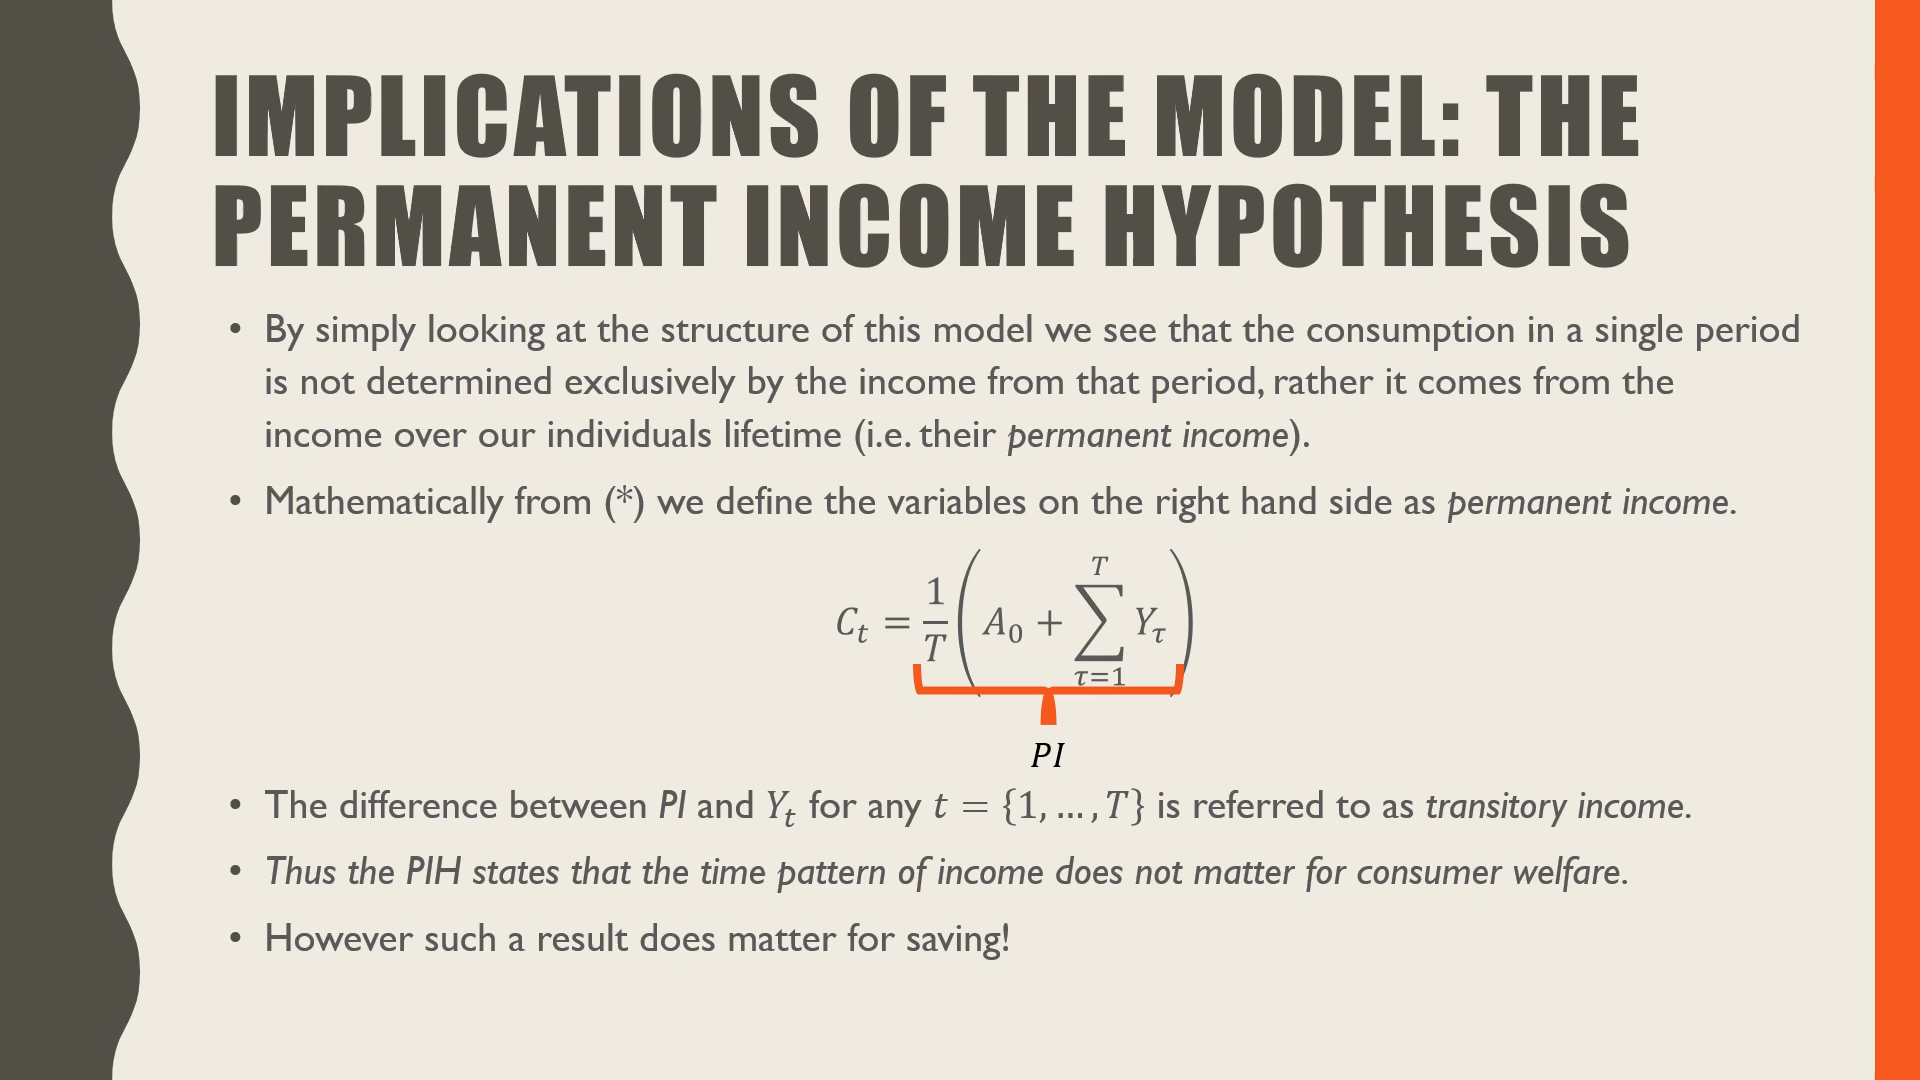 IMPLICATIONS OF THE MODEL: THE
PERMANENT INCOME HYPOTHESIS
• By simply looking at the structure of this model we see that the consumption in a single period
is not determined exclusively by the income from that period, rather it comes from the
income over our individuals lifetime (i.e. their permanent income).
• Mathematically from (*) we define the variables on the right hand side as permanent income.
C_t = \frac{1}{T} \left( A_0 + \sum_{τ=1}^{T} Y_τ \right)
PI
• The difference between PI and Y_t for any t = {1, … , T} is referred to as transitory income.
• Thus the PIH states that the time pattern of income does not matter for consumer welfare.
• However such a result does matter for saving!